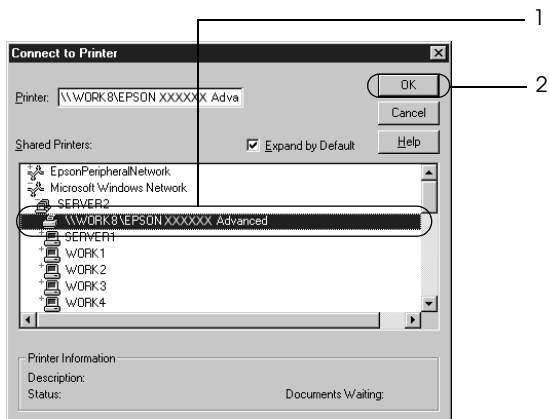 1
Connect to Printer
Printer: \\WORK8\EPSON XXXXXX Adva
OK
2
Cancel
Shared Printers:
Expand by Default
Help
EpsonPeripheralNetwork
Microsoft Windows Network
SERVER2
\\WORK8\EPSON XXXXXX Advanced
SERVER1
WORK1
WORK2
WORK3
WORK4
Printer Information
Description:
Status:
Documents Waiting: